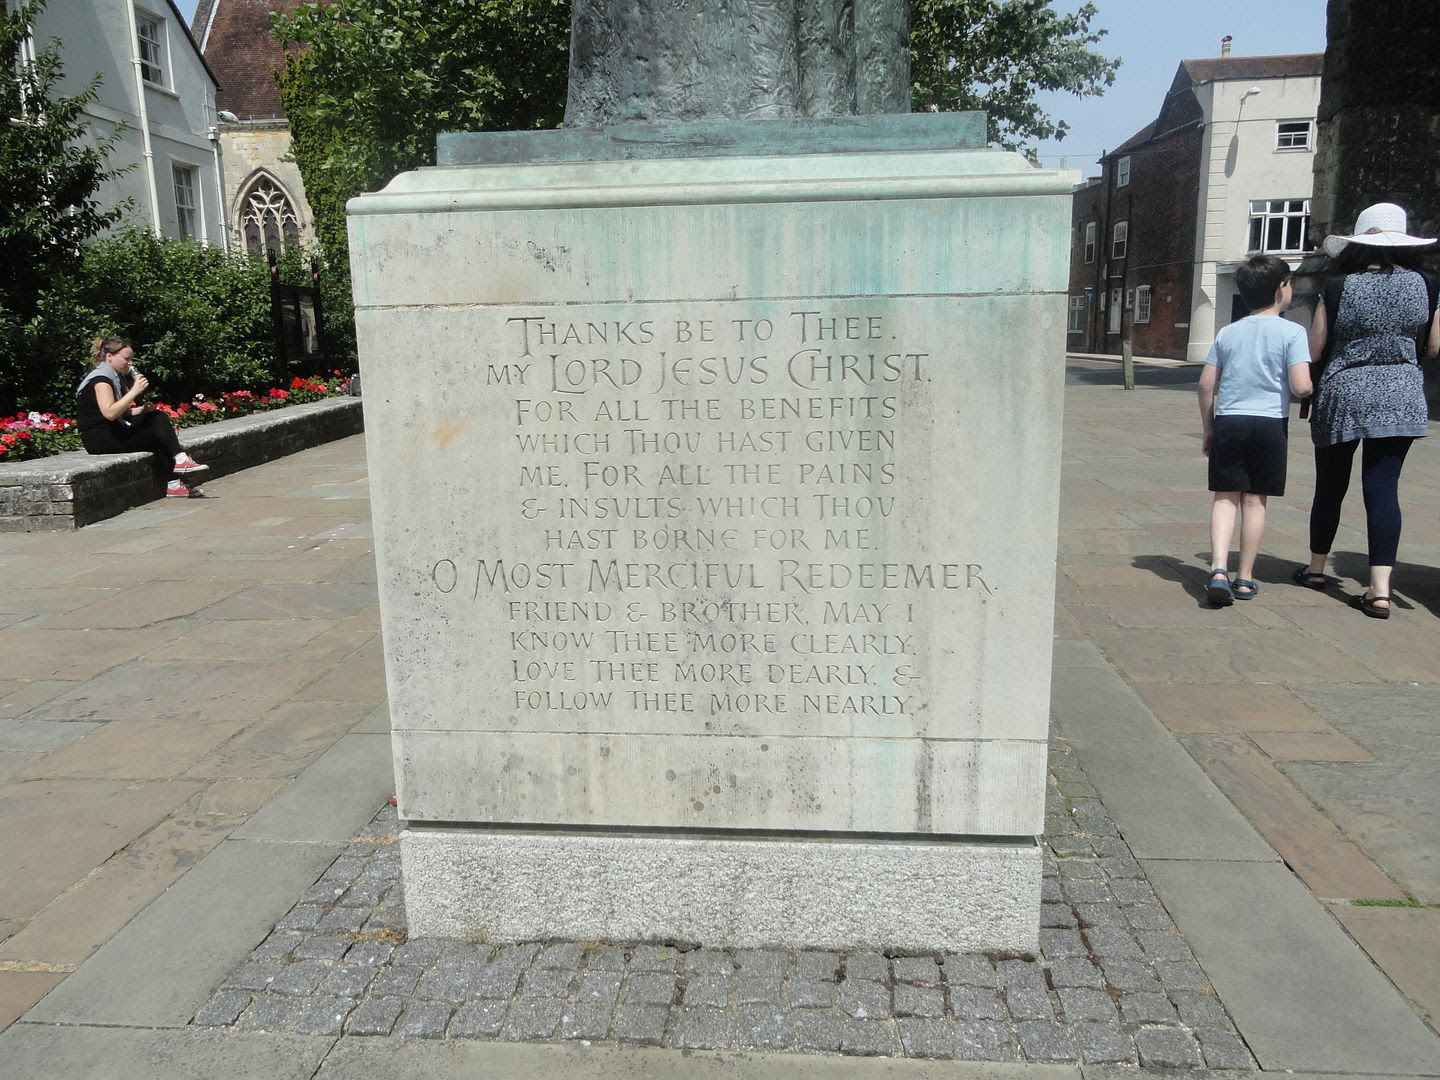 THANKS BE TO THEE,
MY LORD JESUS CHRIST,
FOR ALL THE BENEFITS
WHICH THOU HAST GIVEN
ME, FOR ALL THE PAINS
& INSULTS WHICH THOU
HAST BORNE FOR ME.
O MOST MERCIFUL REDEEMER,
FRIEND & BROTHER, MAY I
KNOW THEE MORE CLEARLY,
LOVE THEE MORE DEARLY, &
FOLLOW THEE MORE NEARLY.